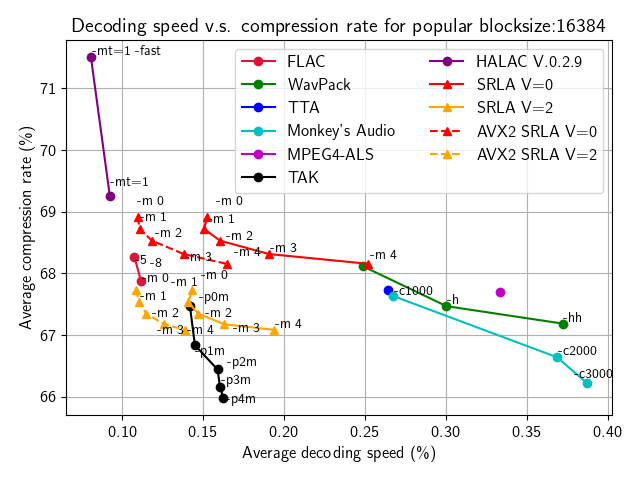 Decoding speed v.s. compression rate for popular blocksize:16384
Average compression rate (%)
71
70
69
68
67
66
0.10
0.15
0.20
0.25
0.30
0.35
0.40
Average decoding speed (%)
FLAC
WavPack
TTA
Monkey's Audio
MPEG4-ALS
TAK
HALAC V.0.2.9
SRLA V=0
SRLA V=2
AVX2 SRLA V=0
AVX2 SRLA V=2
-mt=1 -fast
-mt=1
-m 0
-m 1
-m 2
-m 3
-m 4
-m 0
-m 1
-m 2
-m 3
-m 4
-5
-8
-m 0
-m 1
-m 2
-m 3
-m 4
-m 0
-m 1
-m 2
-m 3
-m 4
-p0m
-p1m
-p2m
-p3m
-p4m
-c1000
-c2000
-c3000
-h
-hh